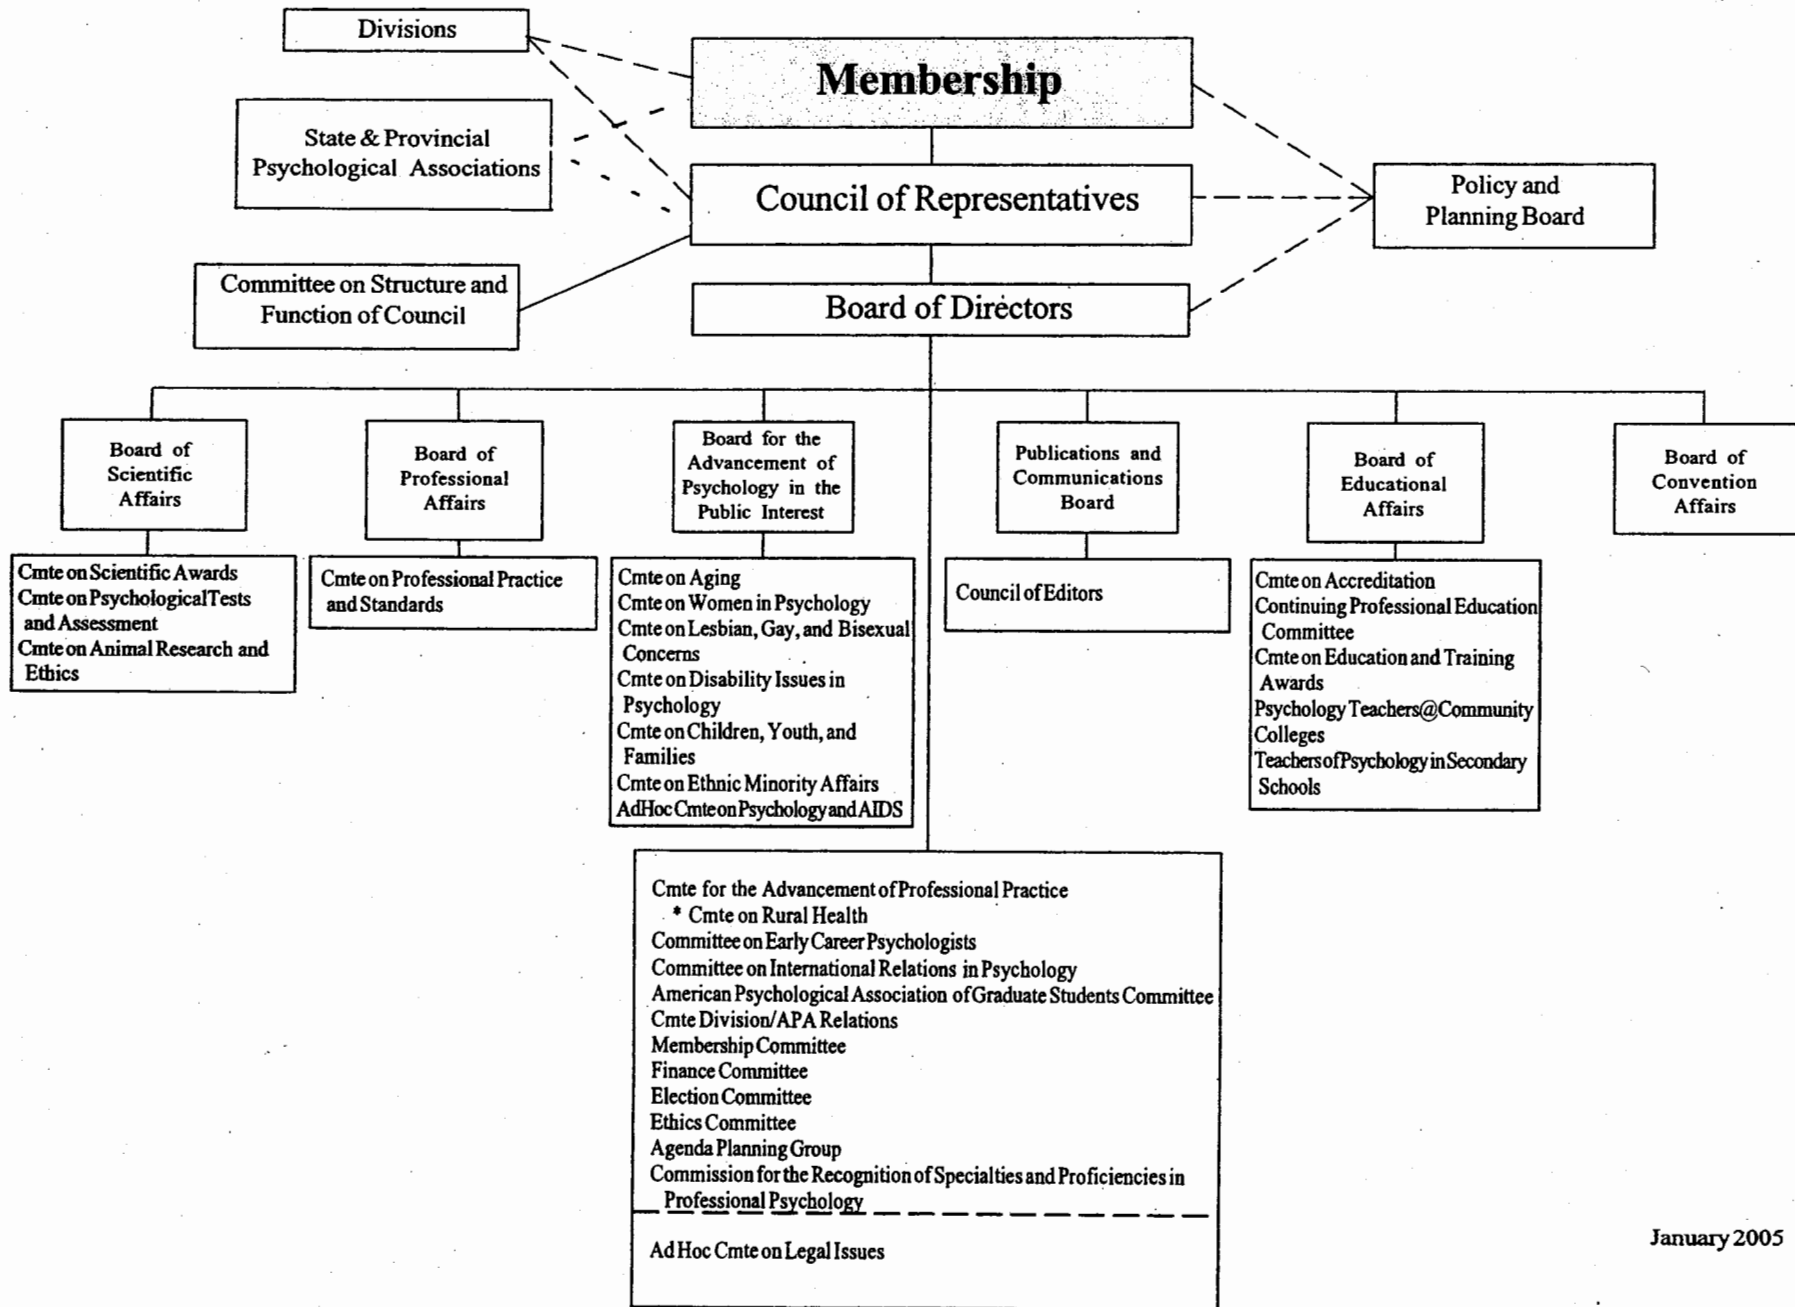 Divisions
Membership
State & Provincial
Psychological Associations
Council of Representatives
Policy and
Planning Board
Committee on Structure and
Function of Council
Board of Directors
Board of
Scientific
Affairs
Cmte on Scientific Awards
Cmte on Psychological Tests
and Assessment
Cmte on Animal Research and
Ethics
Board of
Professional
Affairs
Cmte on Professional Practice
and Standards
Board for the
Advancement of
Psychology in the
Public Interest
Cmte on Aging
Cmte on Women in Psychology
Cmte on Lesbian, Gay, and Bisexual
Concerns
Cmte on Disability Issues in
Psychology
Cmte on Children, Youth, and
Families
Cmte on Ethnic Minority Affairs
AdHoc Cmte on Psychology and AIDS
Publications and
Communications
Board
Council of Editors
Board of
Educational
Affairs
Cmte on Accreditation
Continuing Professional Education
Committee
Cmte on Education and Training
Awards
Psychology Teachers@Community
Colleges
Teachers of Psychology in Secondary
Schools
Board of
Convention
Affairs
Cmte for the Advancement of Professional Practice
* Cmte on Rural Health
Committee on Early Career Psychologists
Committee on International Relations in Psychology
American Psychological Association of Graduate Students Committee
Cmte Division/APA Relations
Membership Committee
Finance Committee
Election Committee
Ethics Committee
Agenda Planning Group
Commission for the Recognition of Specialties and Proficiencies in
Professional Psychology
Ad Hoc Cmte on Legal Issues
January 2005